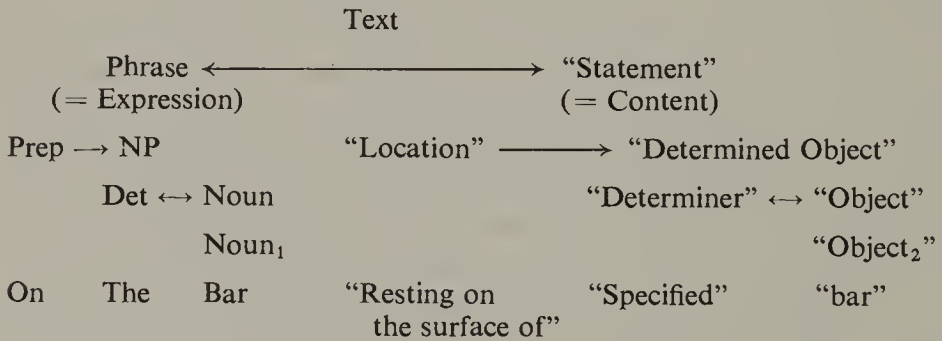 Text
Phrase ←→ “Statement”
(= Expression) (= Content)
Prep → NP “Location” → “Determined Object”
Det ↔ Noun “Determiner” ↔ “Object”
Noun₁ “Object₂”
On The Bar “Resting on “Specified” “bar”
the surface of”